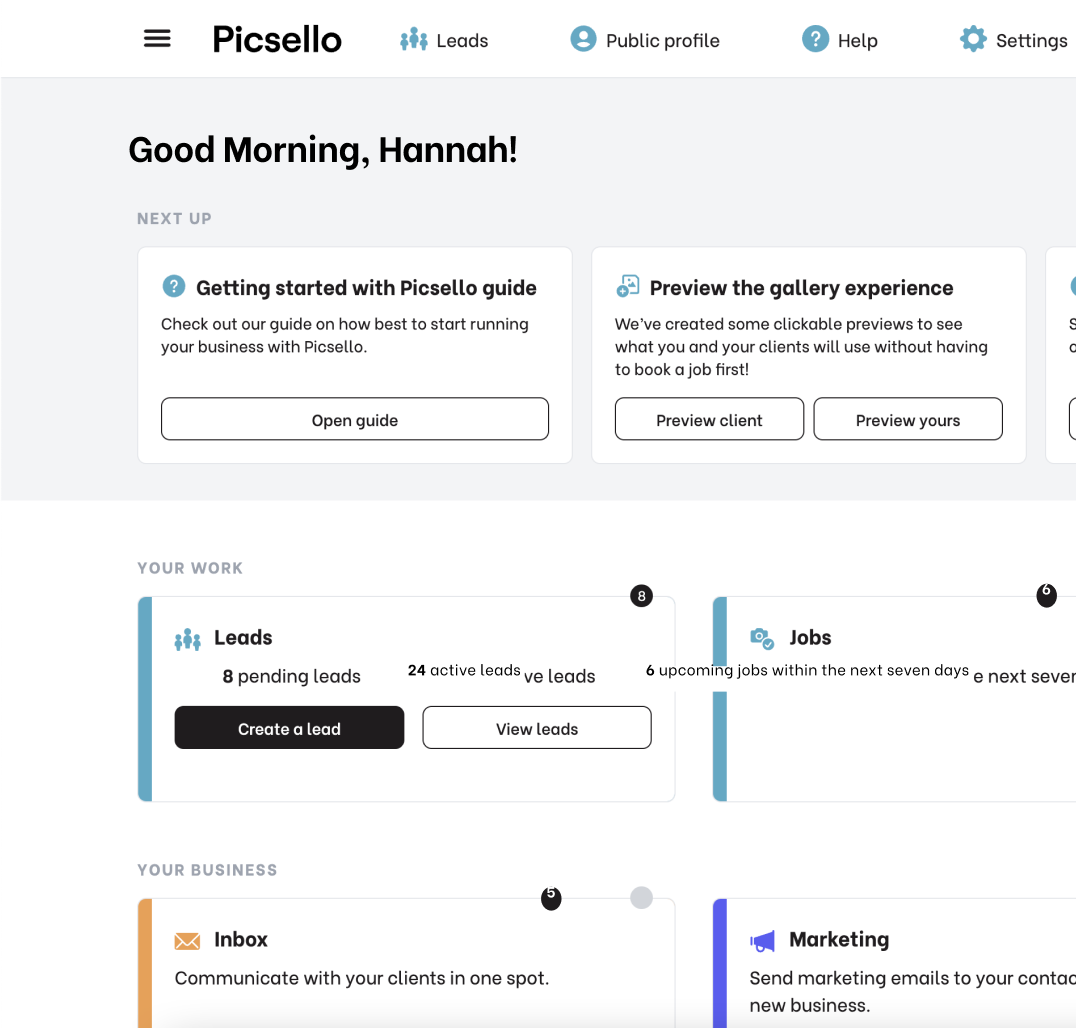 Picsello Leads Public profile Help Settings
Good Morning, Hannah!
NEXT UP
Getting started with Picsello guide
Check out our guide on how best to start running
your business with Picsello.
Open guide
Preview the gallery experience
We've created some clickable previews to see
what you and your clients will use without having
to book a job first!
Preview client Preview yours
YOUR WORK
8
Leads
8 pending leads 24 active leads ve leads
Create a lead View leads
6
Jobs
6 upcoming jobs within the next seven days e next seven
YOUR BUSINESS
5
Inbox
Communicate with your clients in one spot.
Marketing
Send marketing emails to your contac
new business.